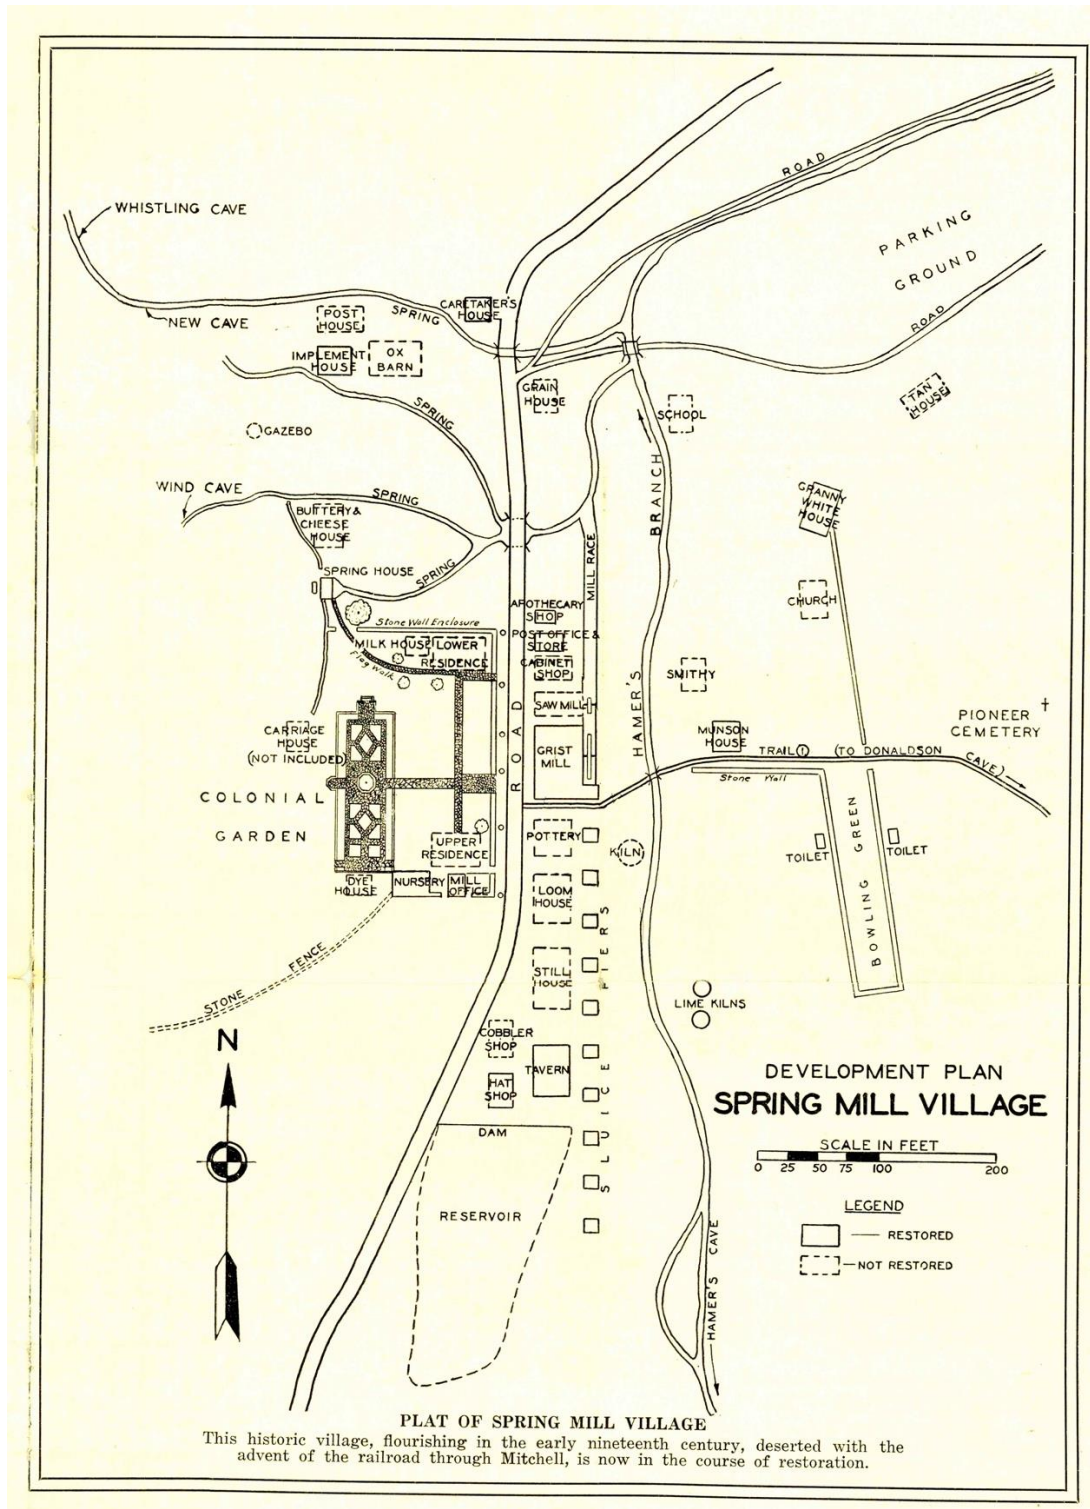 ROAD
PARKING
GROUND
ROAD
WHISTLING CAVE
NEW CAVE
POST
HOUSE
SPRING
CARETAKER'S
HOUSE
IMPLEMENT
HOUSE
OX
BARN
GRAIN
HOUSE
SCHOOL
TAN
HOUSE
SPRING
GAZEBO
WIND CAVE
SPRING
BUTTERY &
CHEESE
HOUSE
GRANNY
WHITE
HOUSE
SPRING HOUSE
SPRING
MILL RACE
HAMER'S BRANCH
CHURCH
APOTHECARY
SHOP
Stone Wall Enclosure
POST OFFICE &
STORE
MILK HOUSE
LOWER
RESIDENCE
Flag Walk
CABINET
SHOP
SMITHY
SAW MILL
ROAD
CARRIAGE
HOUSE
(NOT INCLUDED)
GRIST
MILL
MUNSON
HOUSE
PIONEER
CEMETERY
TRAIL 1 (TO DONALDSON CAVE)
Stone Wall
COLONIAL
GARDEN
UPPER
RESIDENCE
POTTERY
KILN
TOILET
TOILET
BOWLING GREEN
DYE
HOUSE
NURSERY
MILL
OFFICE
LOOM
HOUSE
STONE FENCE
STILL
HOUSE
SLUICE PIERS
LIME KILNS
COBBLER
SHOP
TAVERN
HAT
SHOP
N
DAM
RESERVOIR
HAMER'S CAVE
DEVELOPMENT PLAN
SPRING MILL VILLAGE
SCALE IN FEET
0 25 50 75 100 200
LEGEND
RESTORED
NOT RESTORED
PLAT OF SPRING MILL VILLAGE
This historic village, flourishing in the early nineteenth century, deserted with the
advent of the railroad through Mitchell, is now in the course of restoration.